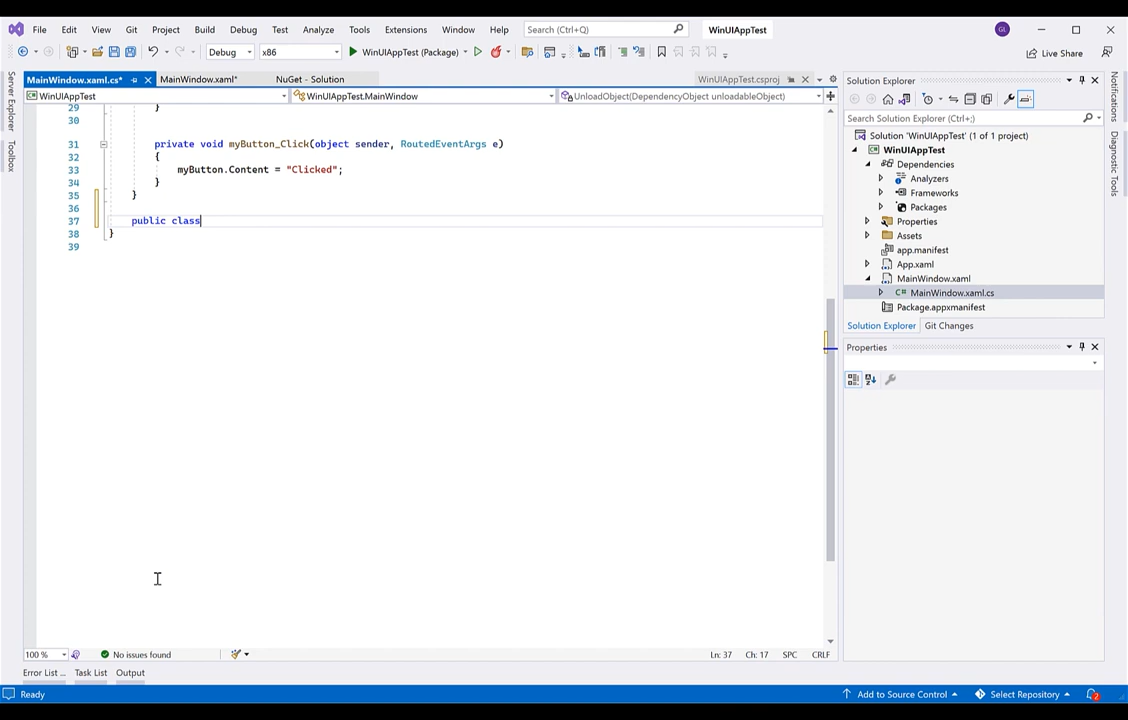 File Edit View Git Project Build Debug Test Analyze Tools Extensions Window Help Search (Ctrl+Q) WinUIAppTest GL
Debug x86 WinUIAppTest (Package) Live Share
Server Explorer
Toolbox
MainWindow.xaml.cs* MainWindow.xaml* NuGet - Solution WinUIAppTest.csproj
WinUIAppTest WinUIAppTest.MainWindow UnloadObject(DependencyObject unloadableObject)
29 }
30
31 private void myButton_Click(object sender, RoutedEventArgs e)
32 {
33 myButton.Content = "Clicked";
34 }
35 }
36
37 public class
38 }
39
100 % No issues found Ln: 37 Ch: 17 SPC CRLF
Solution Explorer
Search Solution Explorer (Ctrl+;)
Solution 'WinUIAppTest' (1 of 1 project)
WinUIAppTest
Dependencies
Analyzers
Frameworks
Packages
Properties
Assets
app.manifest
App.xaml
MainWindow.xaml
C# MainWindow.xaml.cs
Package.appxmanifest
Solution Explorer Git Changes
Properties
Notifications
Diagnostic Tools
Error List ... Task List Output
Ready Add to Source Control Select Repository 2